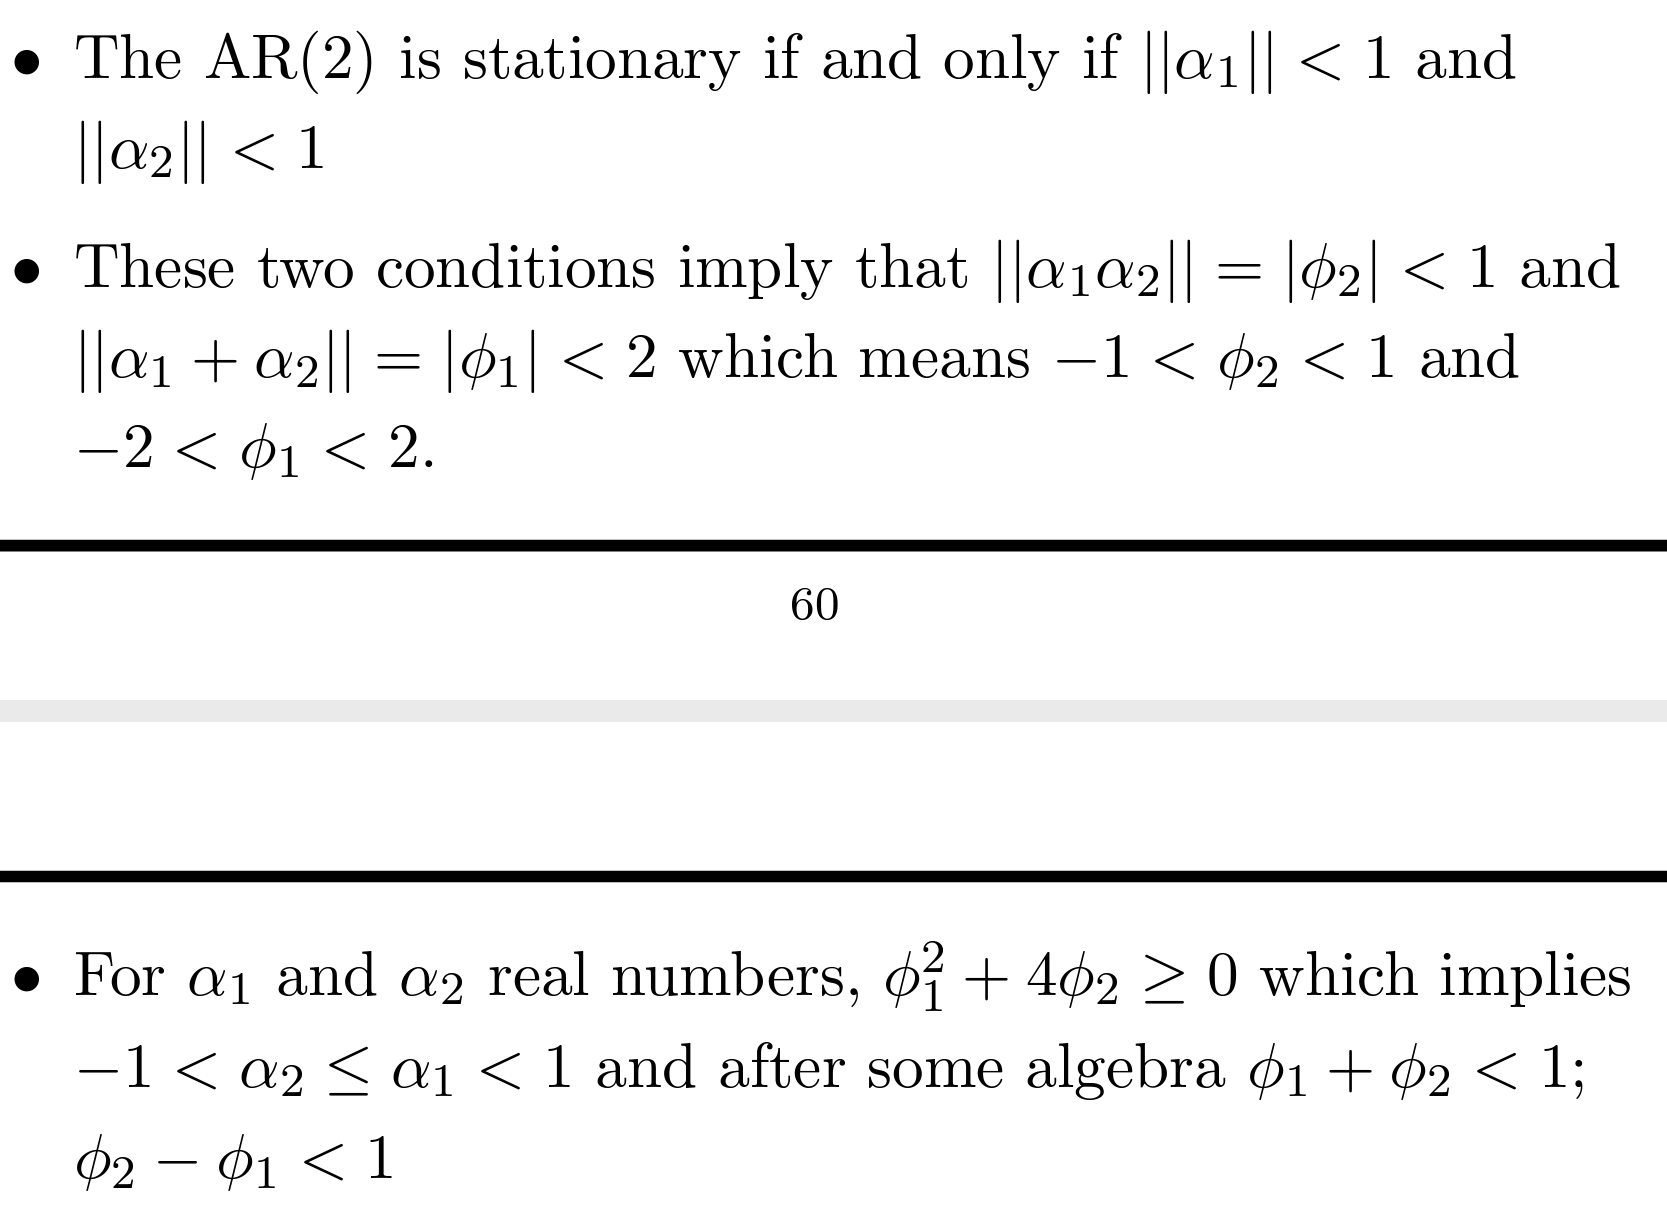 • The AR(2) is stationary if and only if ||α₁|| < 1 and
||α₂|| < 1
• These two conditions imply that ||α₁α₂|| = |ϕ₂| < 1 and
||α₁ + α₂|| = |ϕ₁| < 2 which means −1 < ϕ₂ < 1 and
−2 < ϕ₁ < 2.
60
• For α₁ and α₂ real numbers, ϕ₁² + 4ϕ₂ ≥ 0 which implies
−1 < α₂ ≤ α₁ < 1 and after some algebra ϕ₁ + ϕ₂ < 1;
ϕ₂ − ϕ₁ < 1